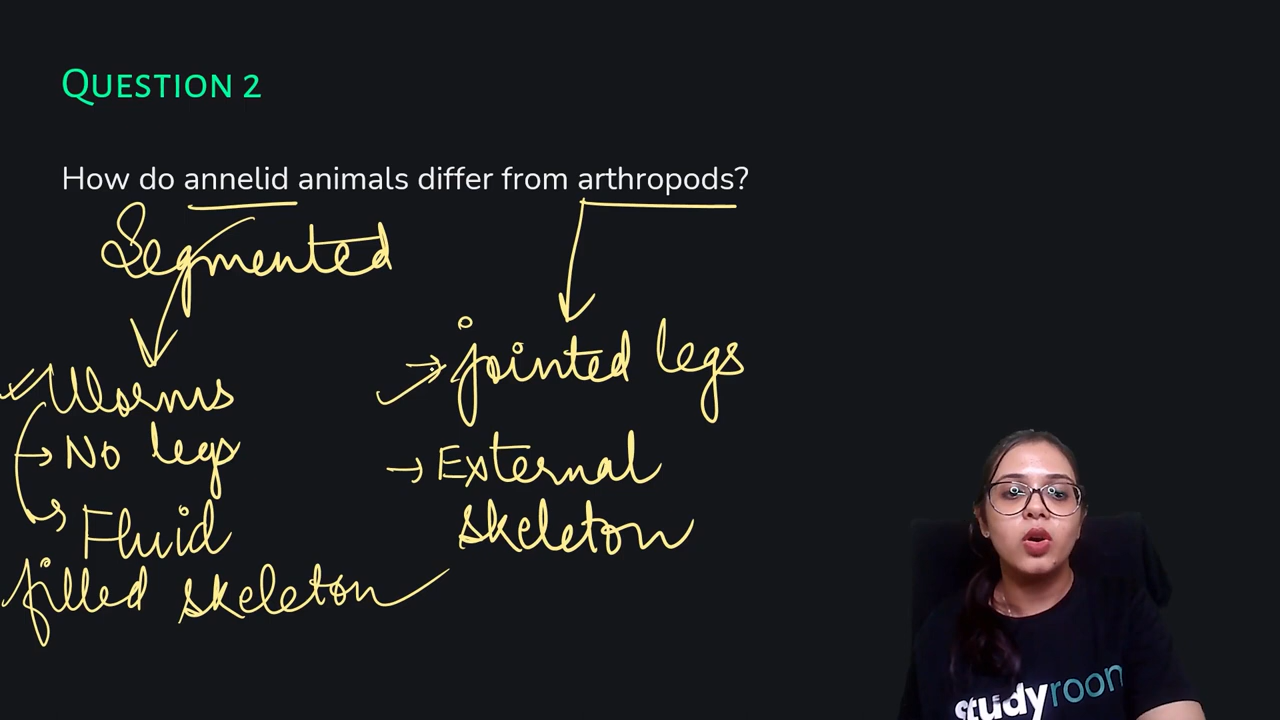 QUESTION 2
How do annelid animals differ from arthropods?
Segmented
Worms
→ No legs
→ Fluid
filled skeleton
→ jointed legs
→ External
skeleton
studyroom